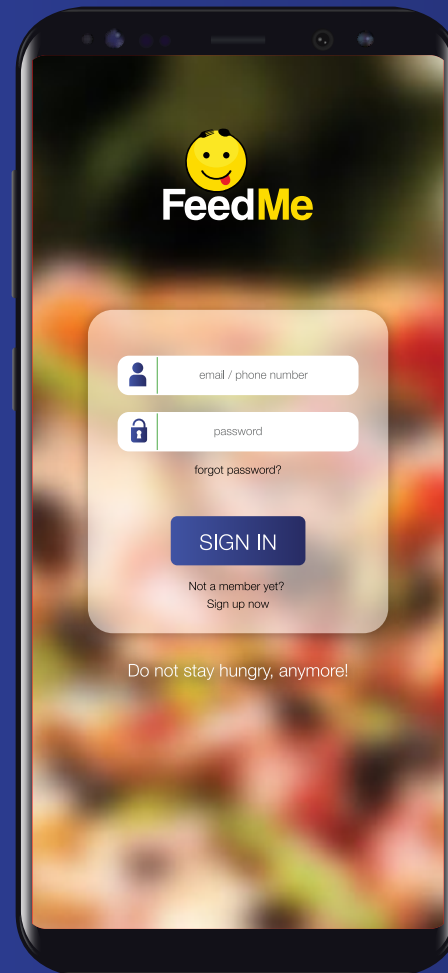 FeedMe
email / phone number
password
forgot password?
SIGN IN
Not a member yet?
Sign up now
Do not stay hungry, anymore!